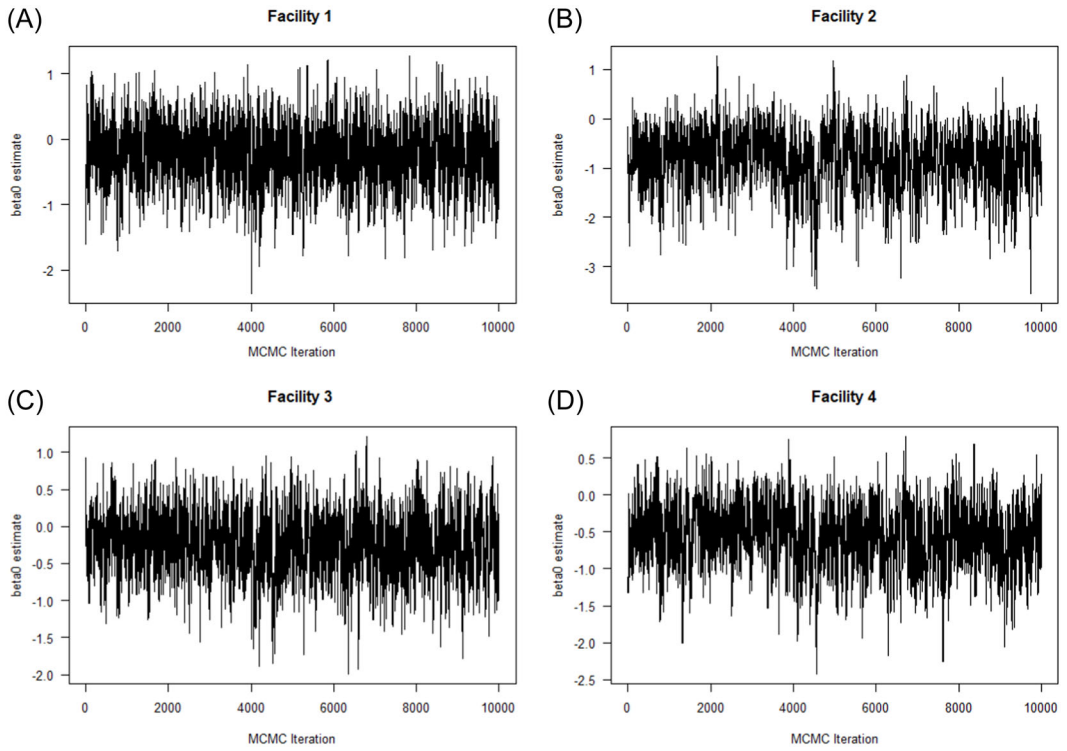 (A)
Facility 1
beta0 estimate
1
0
-1
-2
0 2000 4000 6000 8000 10000
MCMC Iteration
(B)
Facility 2
beta0 estimate
1
0
-1
-2
-3
0 2000 4000 6000 8000 10000
MCMC Iteration
(C)
Facility 3
beta0 estimate
1.0
0.5
0.0
-0.5
-1.0
-1.5
-2.0
0 2000 4000 6000 8000 10000
MCMC Iteration
(D)
Facility 4
beta0 estimate
0.5
0.0
-0.5
-1.0
-1.5
-2.0
-2.5
0 2000 4000 6000 8000 10000
MCMC Iteration